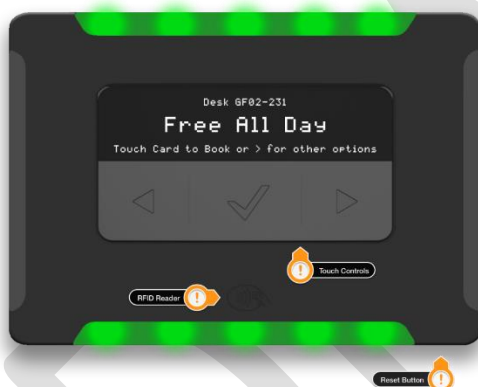 Desk GF02-231
Free All Day
Touch Card to Book or > for other options
Touch Controls
RFID Reader
Reset Button